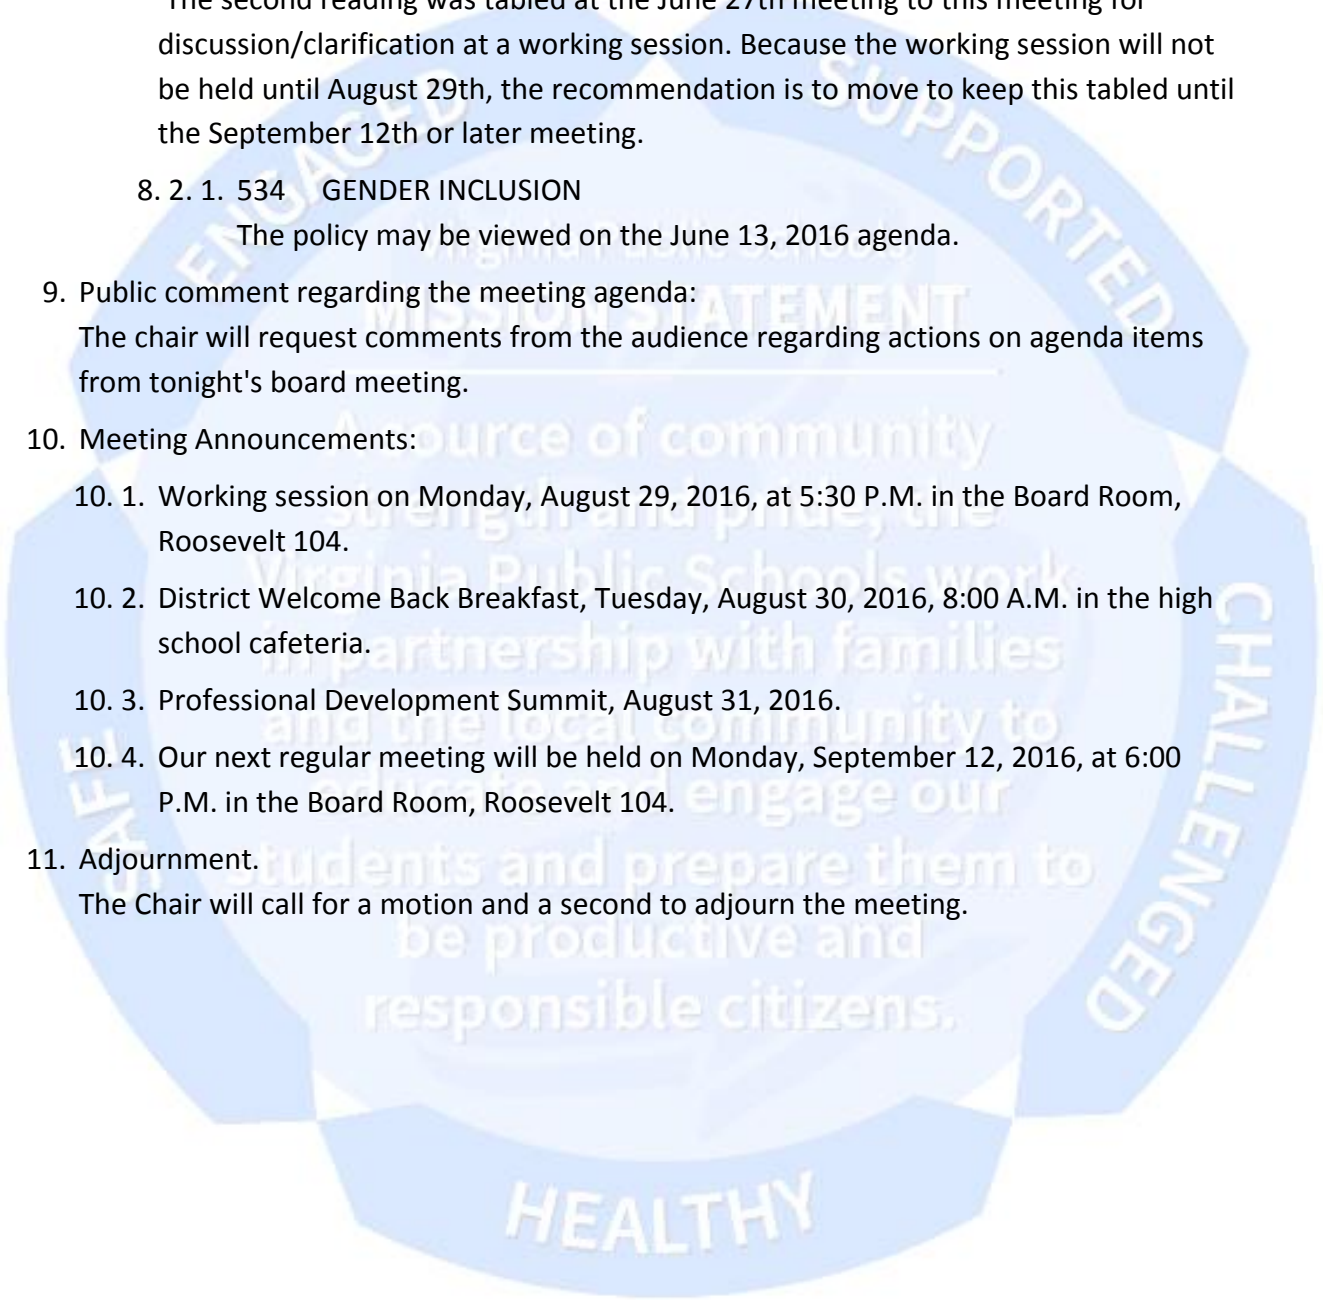 The second reading was tabled at the June 27th meeting to this meeting for
discussion/clarification at a working session. Because the working session will not
be held until August 29th, the recommendation is to move to keep this tabled until
the September 12th or later meeting.
8. 2. 1. 534 GENDER INCLUSION
The policy may be viewed on the June 13, 2016 agenda.
9. Public comment regarding the meeting agenda:
The chair will request comments from the audience regarding actions on agenda items
from tonight's board meeting.
10. Meeting Announcements:
10. 1. Working session on Monday, August 29, 2016, at 5:30 P.M. in the Board Room,
Roosevelt 104.
10. 2. District Welcome Back Breakfast, Tuesday, August 30, 2016, 8:00 A.M. in the high
school cafeteria.
10. 3. Professional Development Summit, August 31, 2016.
10. 4. Our next regular meeting will be held on Monday, September 12, 2016, at 6:00
P.M. in the Board Room, Roosevelt 104.
11. Adjournment.
The Chair will call for a motion and a second to adjourn the meeting.
ENGAGED
SUPPORTED
CHALLENGED
HEALTHY
SAFE
Virginia Public Schools
MISSION STATEMENT
A source of community
strength and pride, the
Virginia Public Schools work
in partnership with families
and the local community to
educate and engage our
students and prepare them to
be productive and
responsible citizens.